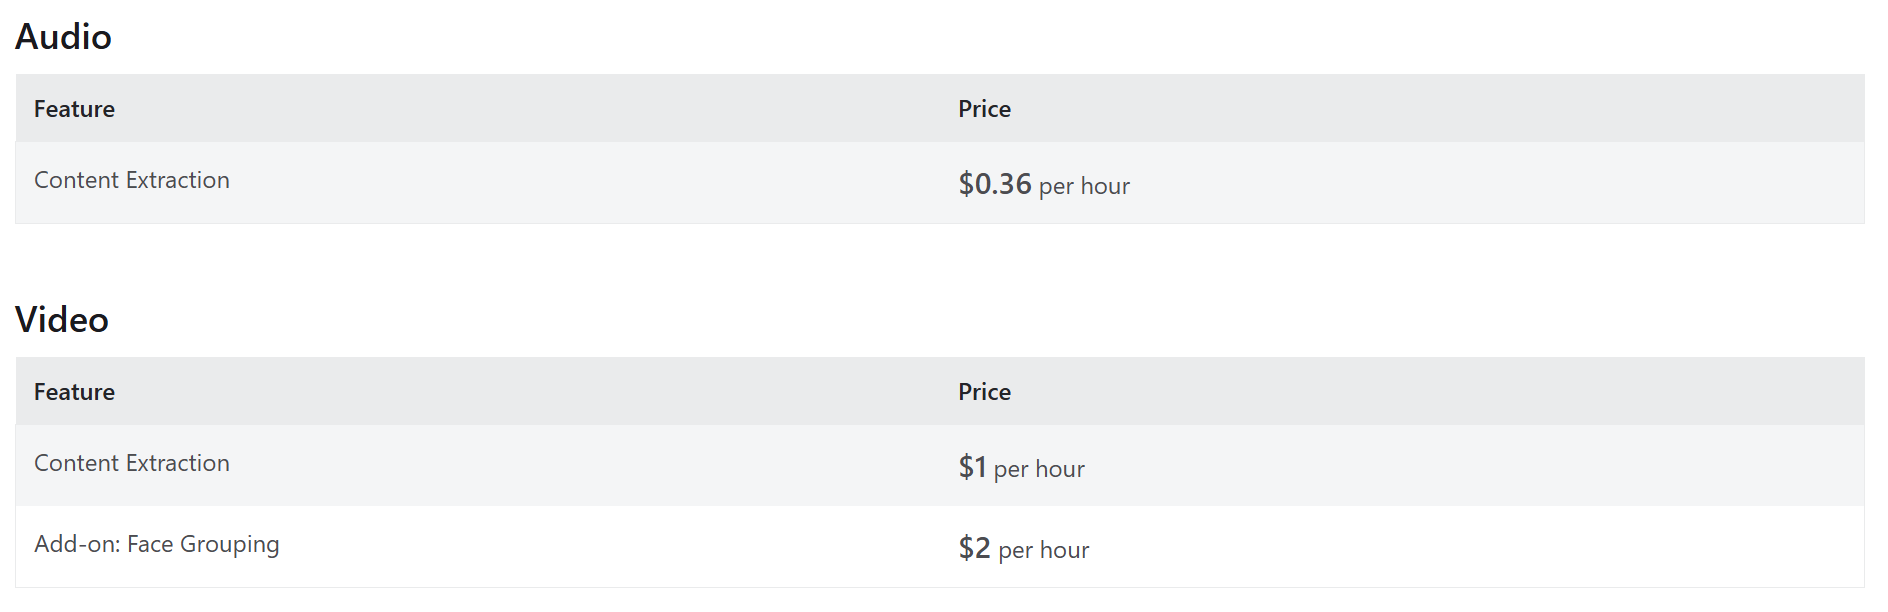 Audio
Feature Price
Content Extraction $0.36 per hour
Video
Feature Price
Content Extraction $1 per hour
Add-on: Face Grouping $2 per hour